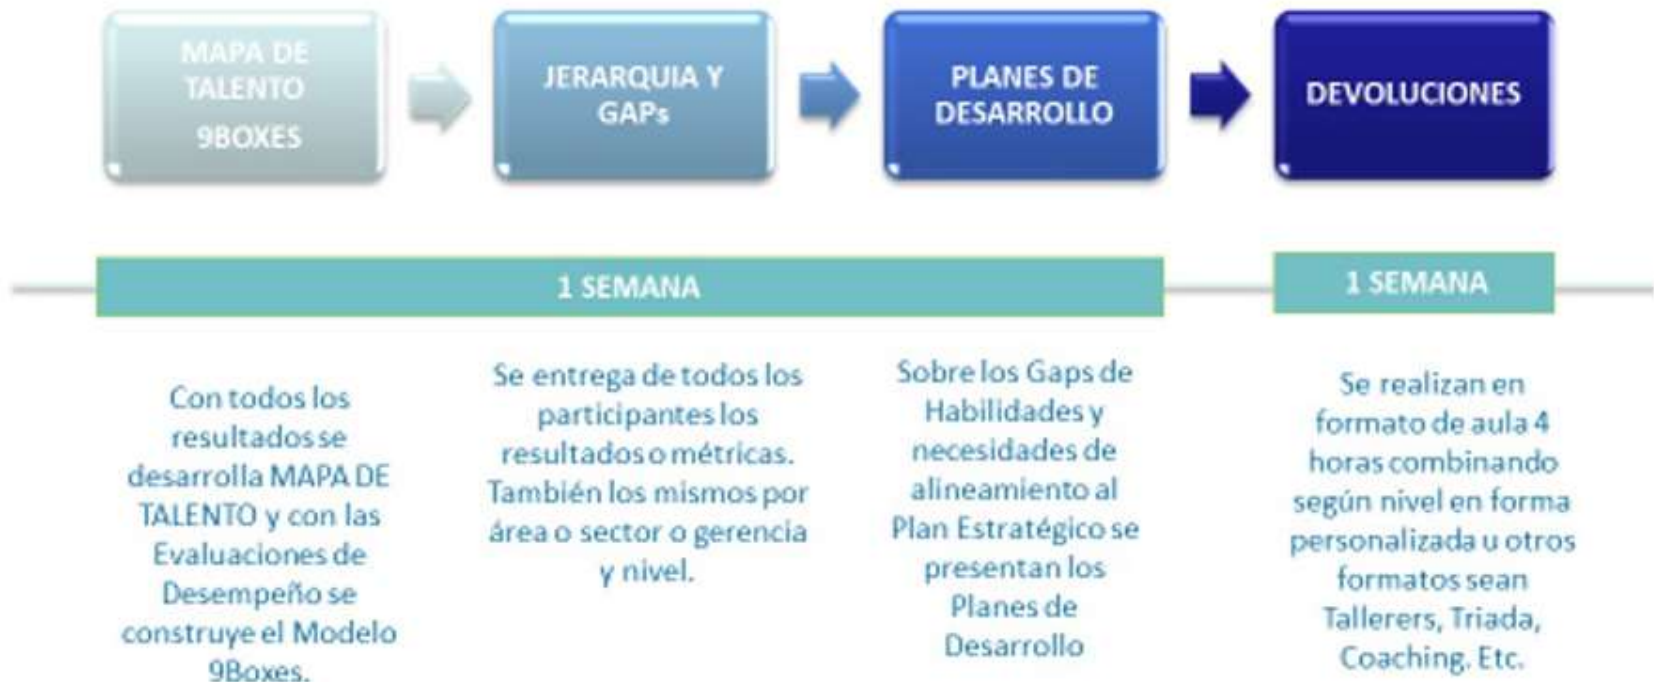 MAPA DE
TALENTO
9BOXES
JERARQUIA Y
GAPs
PLANES DE
DESARROLLO
DEVOLUCIONES
1 SEMANA
1 SEMANA
Con todos los
resultados se
desarrolla MAPA DE
TALENTO y con las
Evaluaciones de
Desempeño se
construye el Modelo
9Boxes.
Se entrega de todos los
participantes los
resultados o métricas.
También los mismos por
área o sector o gerencia
y nivel.
Sobre los Gaps de
Habilidades y
necesidades de
alineamiento al
Plan Estratégico se
presentan los
Planes de
Desarrollo
Se realizan en
formato de aula 4
horas combinando
según nivel en forma
personalizada u otros
formatos sean
Tallerers, Triada,
Coaching. Etc.